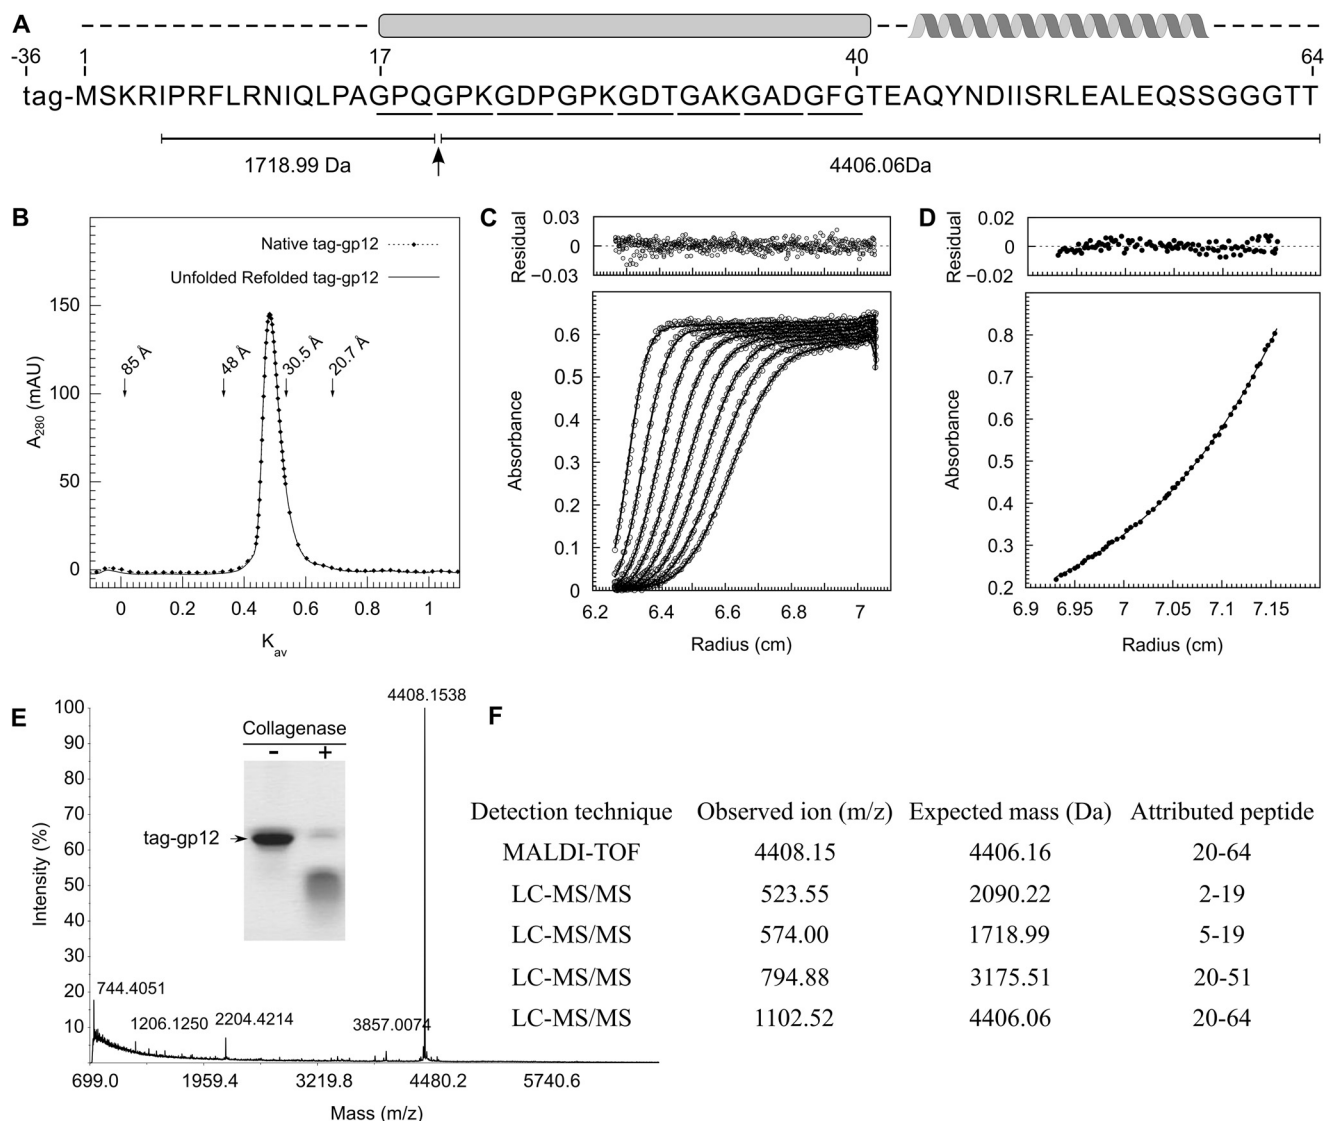 A
-36 1 17 40 64
tag-MSKRIPRFLRNIQLPAGPQGPKGDPGPKGDTGAKGADGFGTEAQYNDIISRLEALEQSSGGGTT
1718.99 Da 4406.06Da
B
Native tag-gp12
Unfolded Refolded tag-gp12
85 Å
48 Å
30.5 Å
20.7 Å
A280 (mAU)
150
100
50
0
0 0.2 0.4 0.6 0.8 1
Kav
C
Residual
0.03
0
−0.03
Absorbance
0.6
0.5
0.4
0.3
0.2
0.1
0
6.2 6.4 6.6 6.8 7
Radius (cm)
D
Residual
0.02
0
−0.02
Absorbance
0.8
0.7
0.6
0.5
0.4
0.3
0.2
6.9 6.95 7 7.05 7.1 7.15
Radius (cm)
E
Intensity (%)
100
90
80
70
60
50
40
30
20
10
4408.1538
Collagenase
- +
tag-gp12
744.4051
1206.1250
2204.4214
3857.0074
699.0 1959.4 3219.8 4480.2 5740.6
Mass (m/z)
F
Detection technique Observed ion (m/z) Expected mass (Da) Attributed peptide
MALDI-TOF 4408.15 4406.16 20-64
LC-MS/MS 523.55 2090.22 2-19
LC-MS/MS 574.00 1718.99 5-19
LC-MS/MS 794.88 3175.51 20-51
LC-MS/MS 1102.52 4406.06 20-64